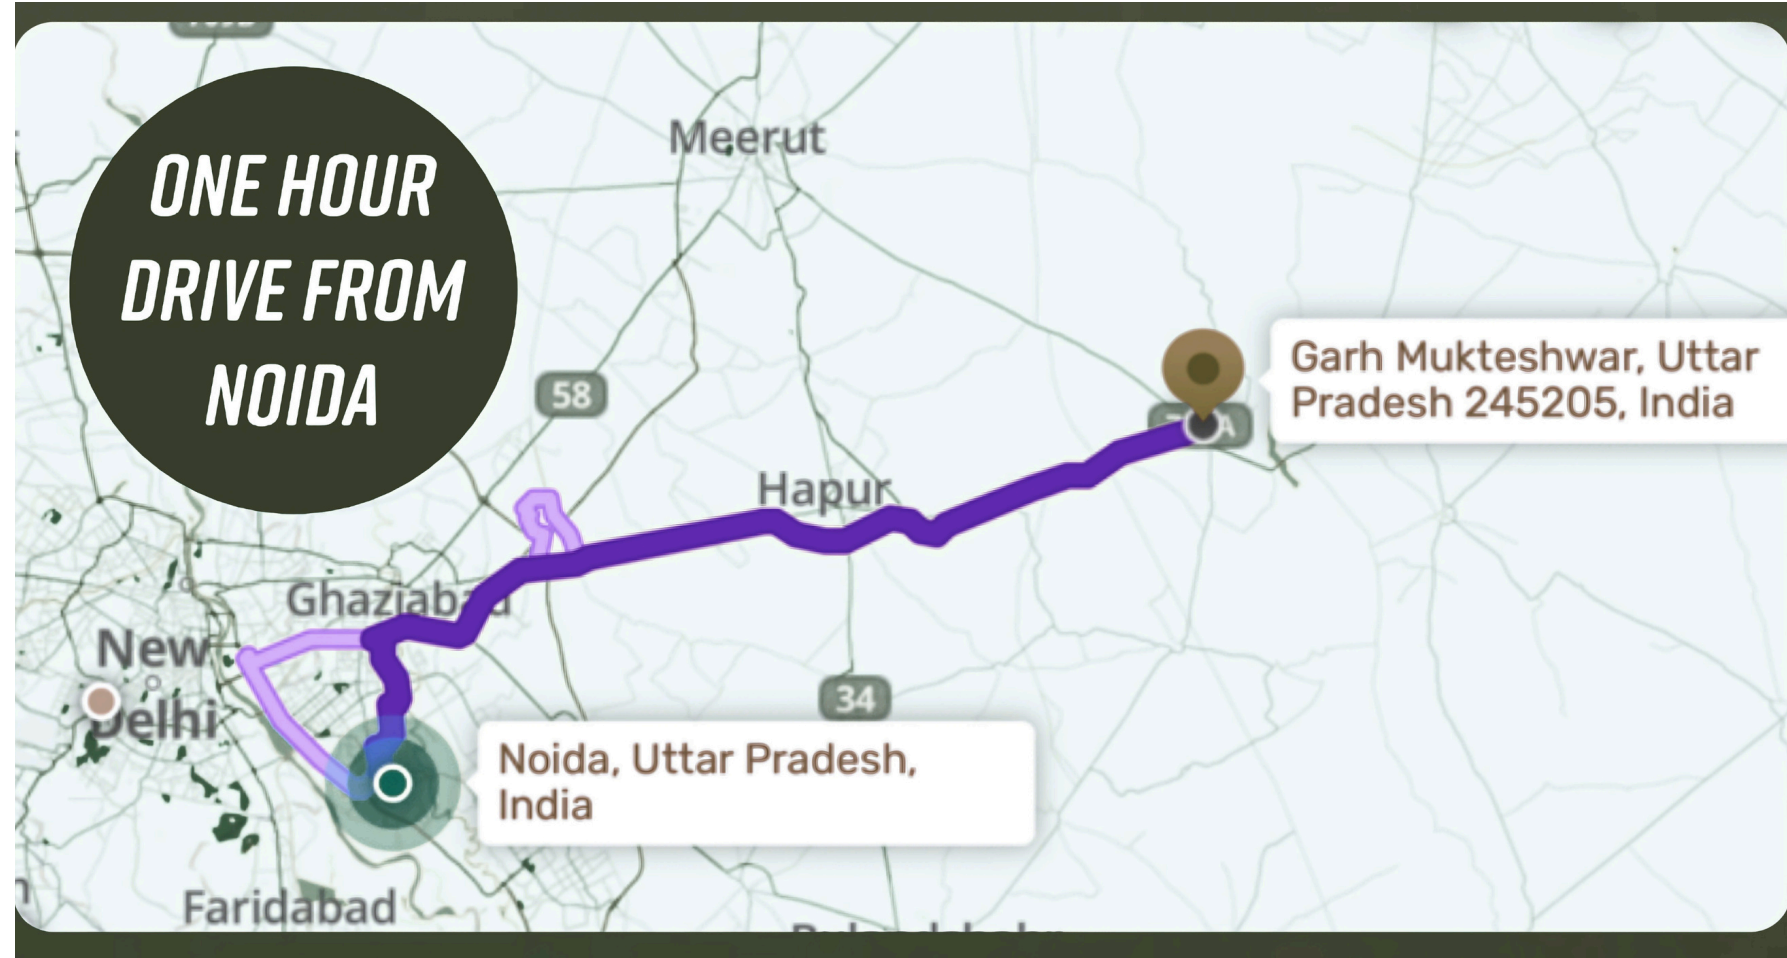 ONE HOUR
DRIVE FROM
NOIDA
Meerut
58
Garh Mukteshwar, Uttar
Pradesh 245205, India
A
Hapur
Ghaziabad
New
Delhi
34
Noida, Uttar Pradesh,
India
Faridabad